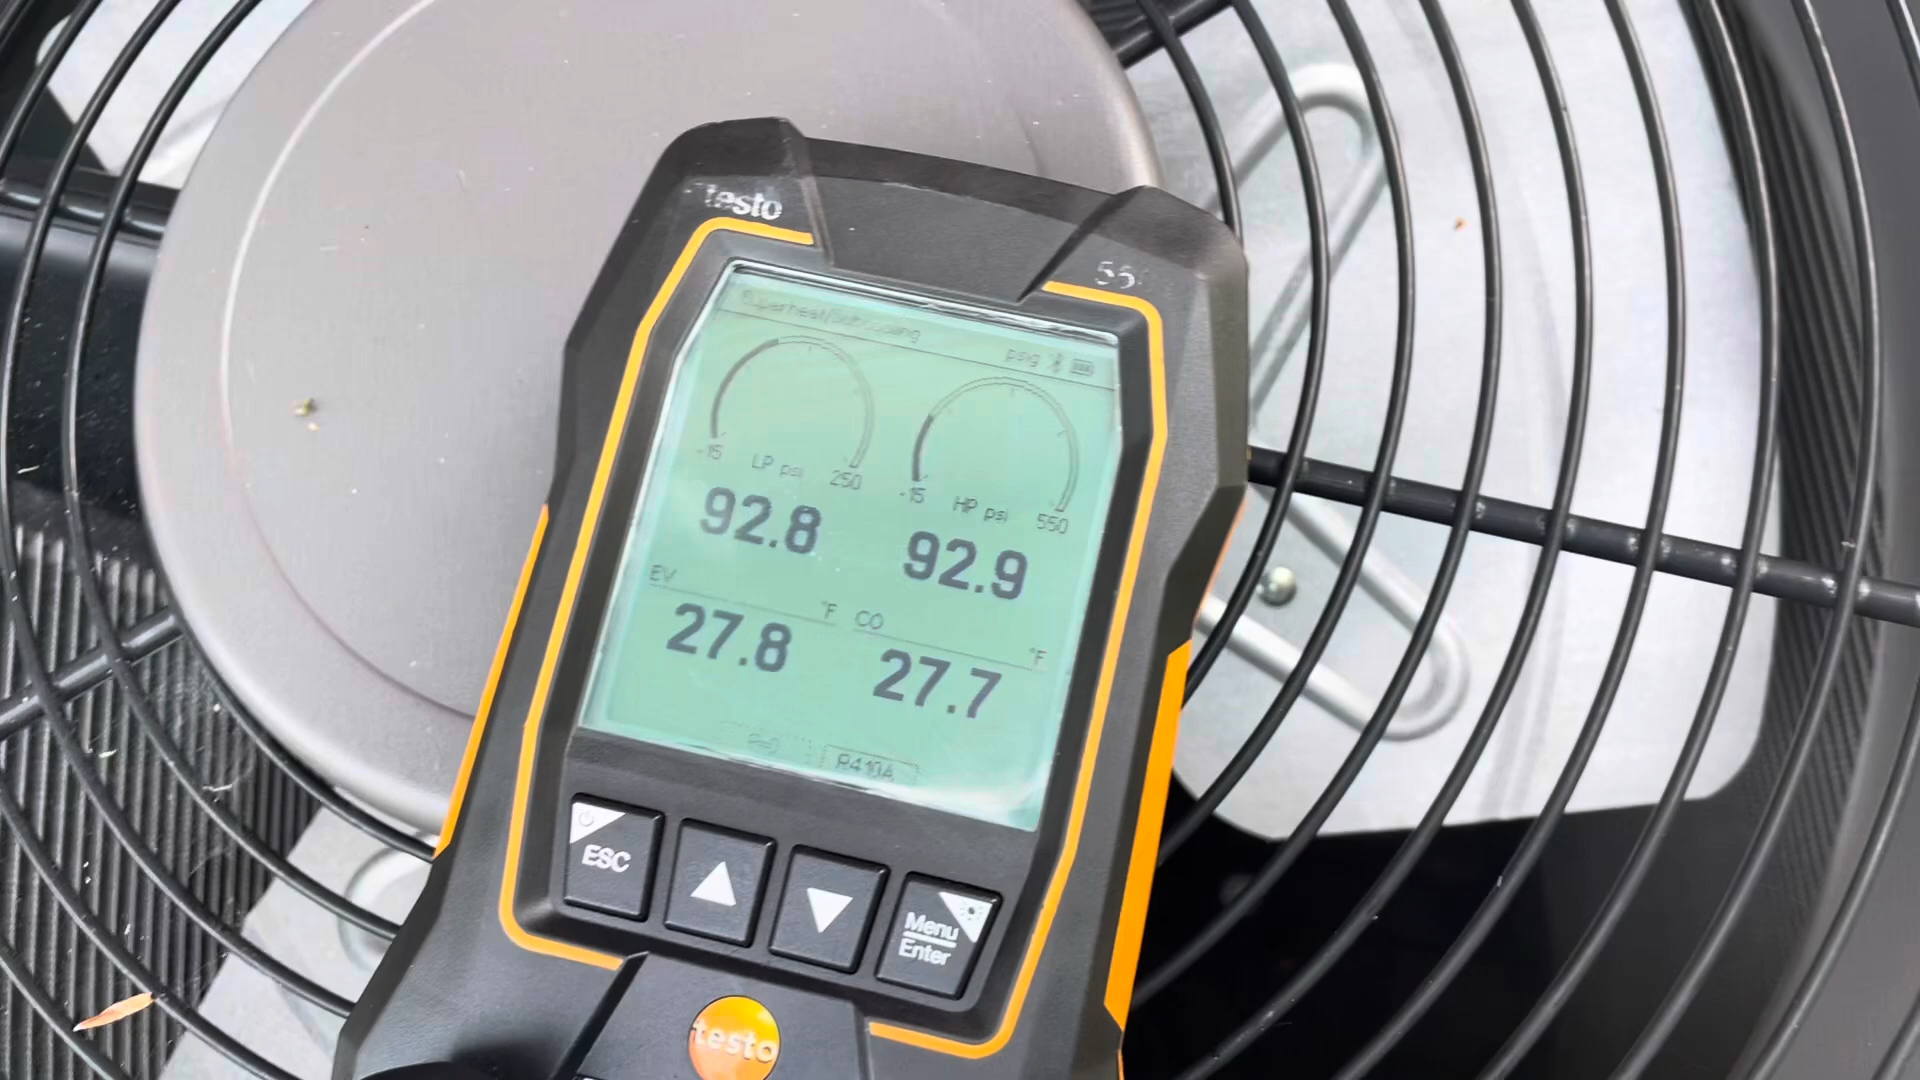 testo
55
Superheat/Subcooling
psig
-15 LP psi 250
-15 HP psi 550
92.8
92.9
EV °F
CO °F
27.8
27.7
P=0
R410A
ESC
Menu
Enter
testo